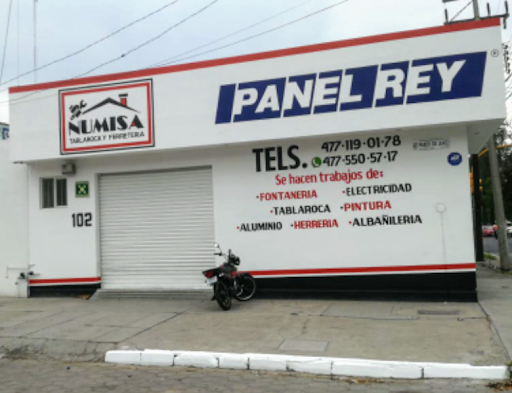 NUMISA
TABLAROCA Y FERRETERIA
PANEL REY
TELS. 477-119-01-78
477-550-57-17
Se hacen trabajos de:
•FONTANERIA •ELECTRICIDAD
•TABLAROCA •PINTURA
•ALUMINIO •HERRERIA •ALBAÑILERIA
102